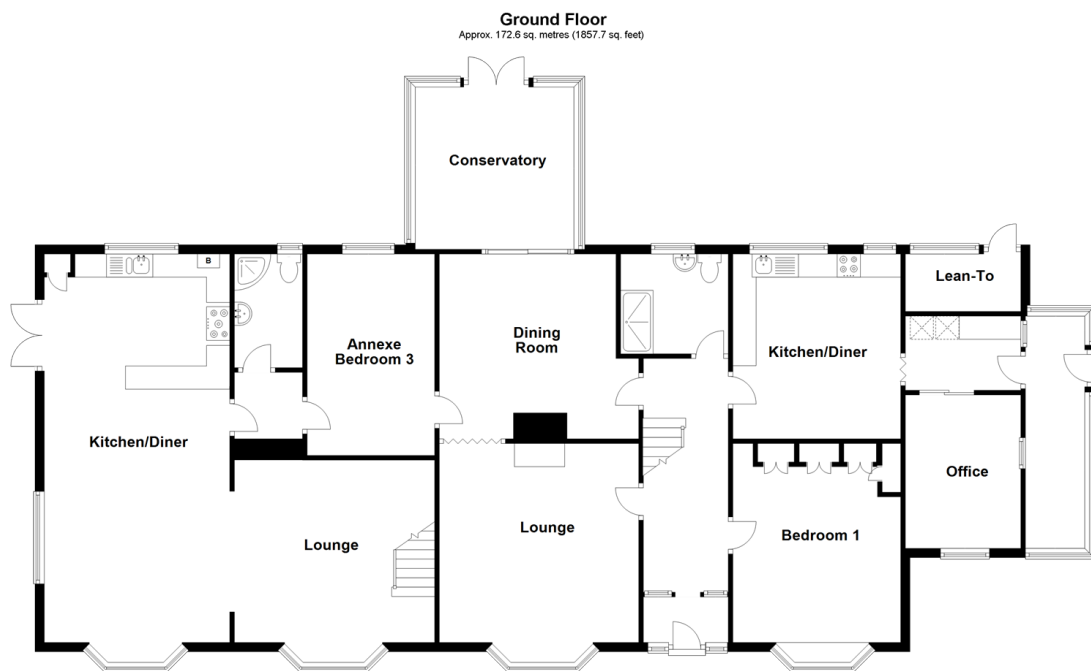 Ground Floor
Approx. 172.6 sq. metres (1857.7 sq. feet)
Conservatory
B
Lean-To
Annexe
Bedroom 3
Dining
Room
Kitchen/Diner
Kitchen/Diner
Office
Lounge
Lounge
Bedroom 1